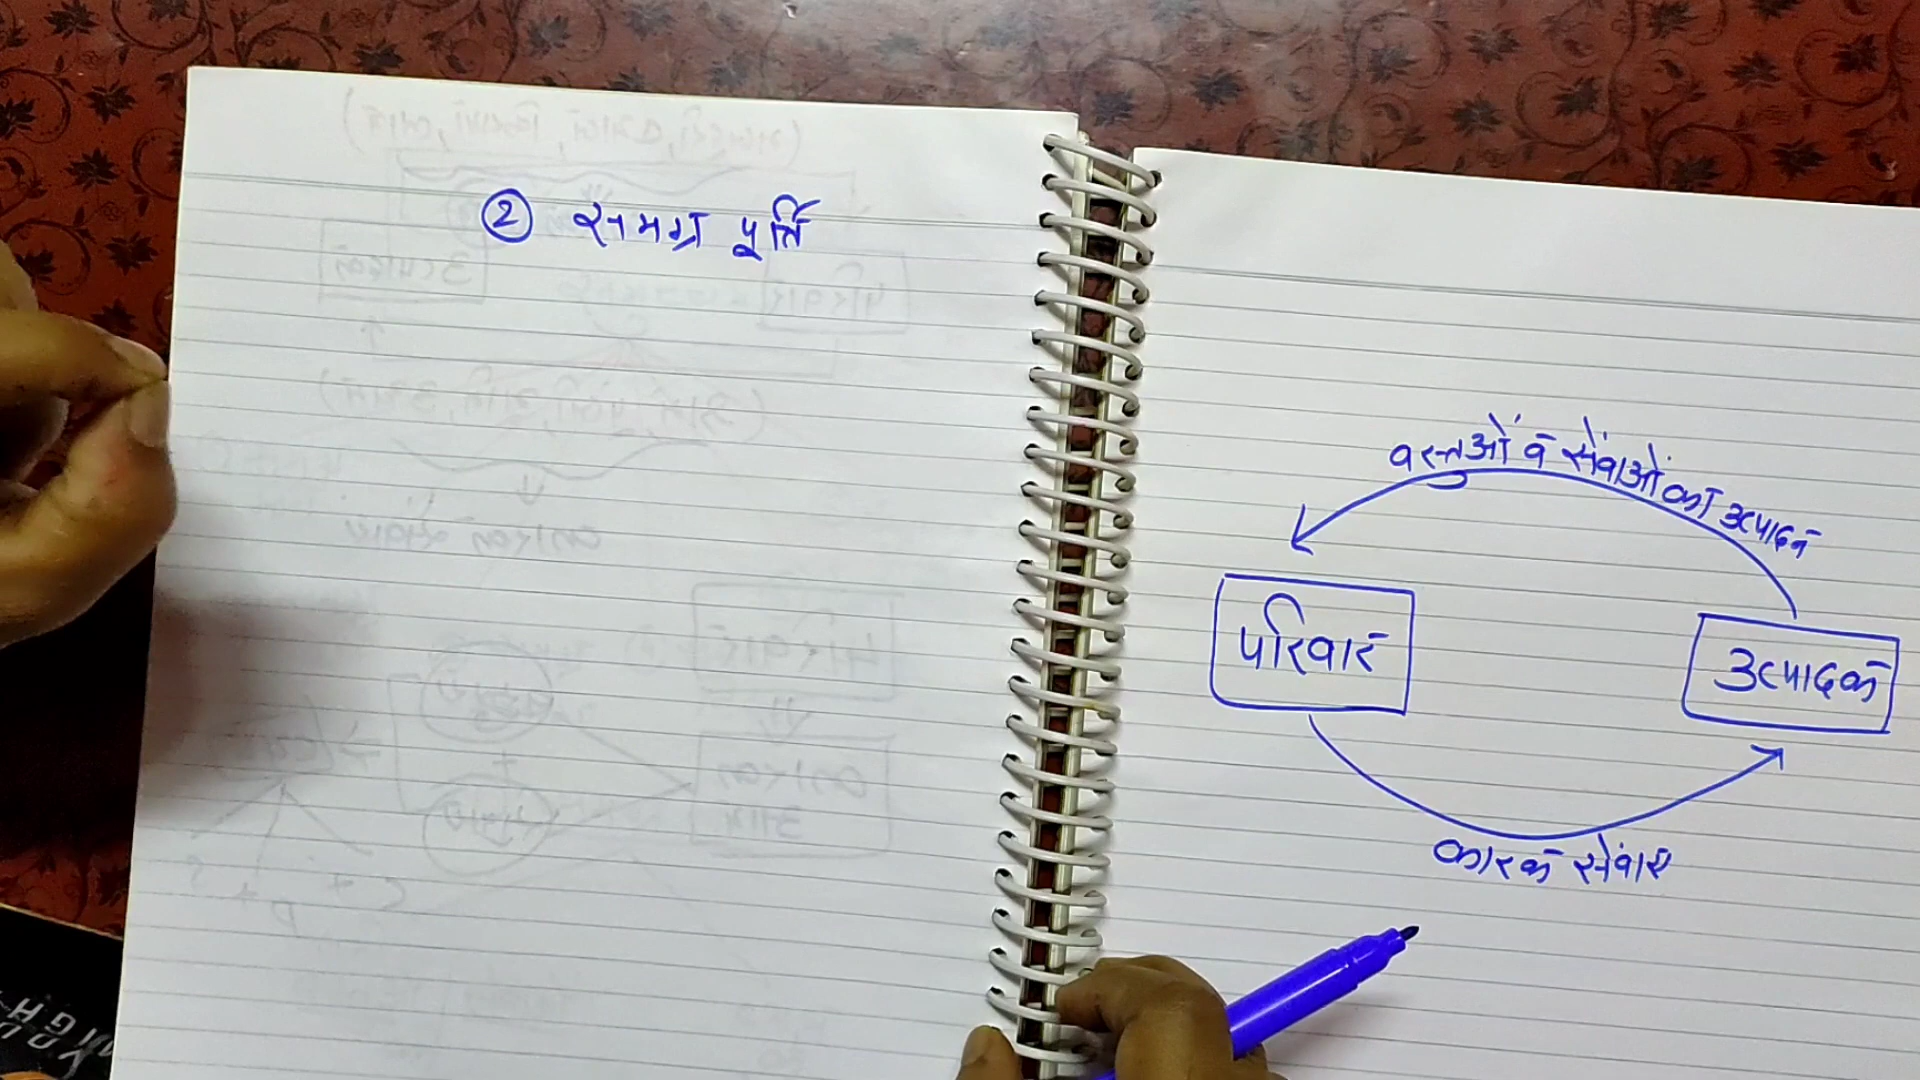 ② समग्र पूर्ति
वस्तुओं व सेवाओं का उत्पादन
परिवार
उत्पादक
कारक सेवाएं